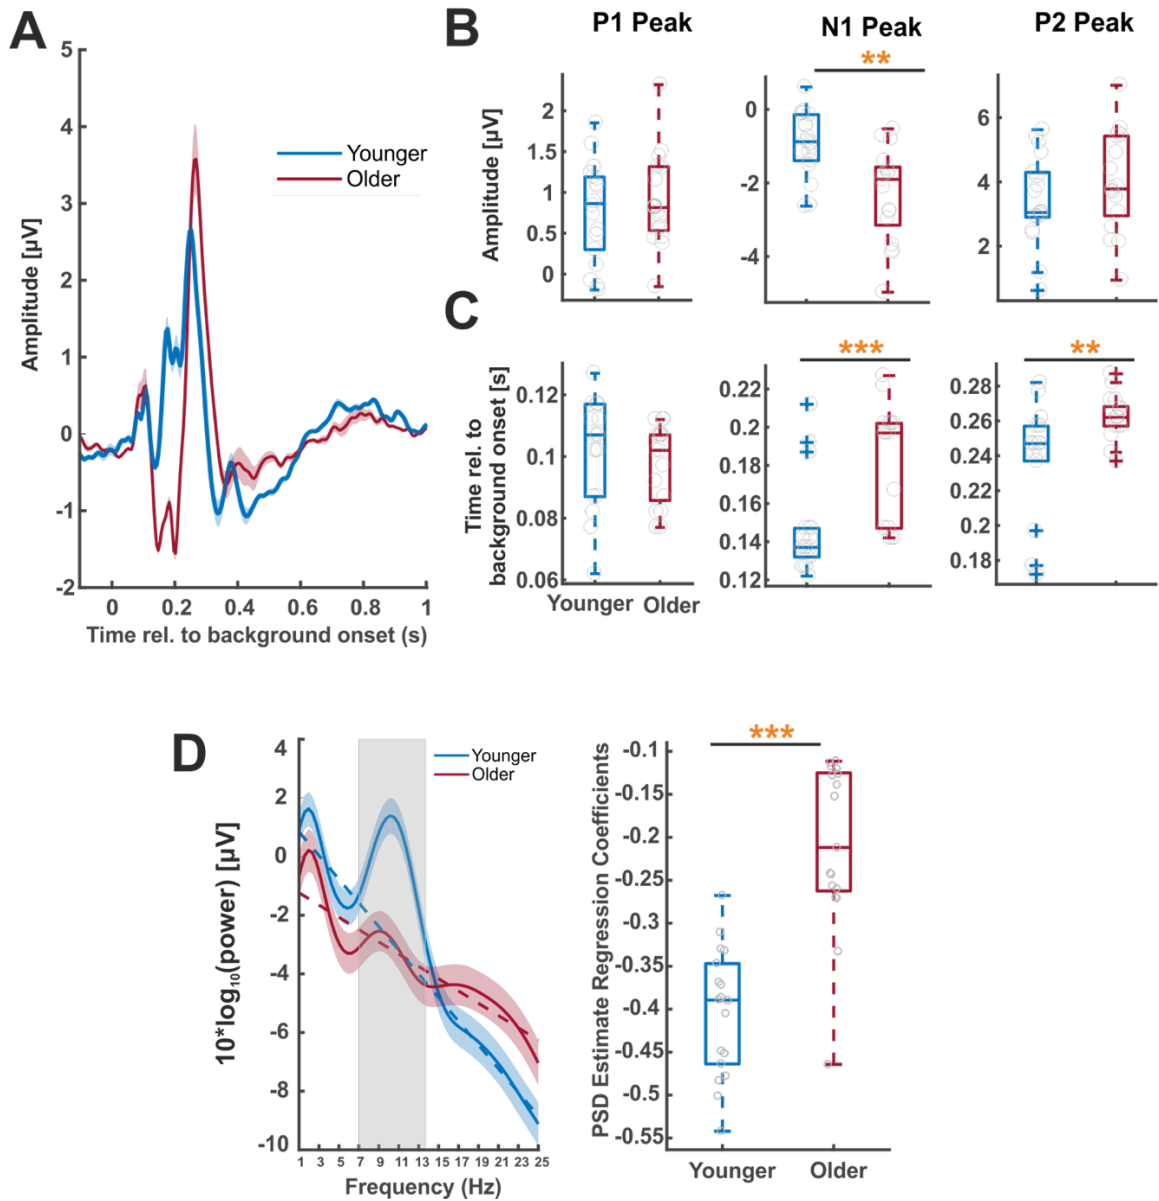 A
5
4
3
2
1
0
-1
-2
Amplitude [µV]
Younger
Older
0 0.2 0.4 0.6 0.8 1
Time rel. to background onset (s)
B
P1 Peak N1 Peak P2 Peak
**
Amplitude [µV]
2
1.5
1
0.5
0
0
-2
-4
6
4
2
C
*** **
Time rel. to
background onset [s]
0.12
0.1
0.08
0.06
0.22
0.2
0.18
0.16
0.14
0.12
0.28
0.26
0.24
0.22
0.2
0.18
Younger Older
D
4
2
0
-2
-4
-6
-8
-10
10*log₁₀(power) [µV]
Younger
Older
1 3 5 7 9 11 13 15 17 19 21 23 25
Frequency (Hz)
***
PSD Estimate Regression Coefficients
-0.1
-0.15
-0.2
-0.25
-0.3
-0.35
-0.4
-0.45
-0.5
-0.55
Younger Older